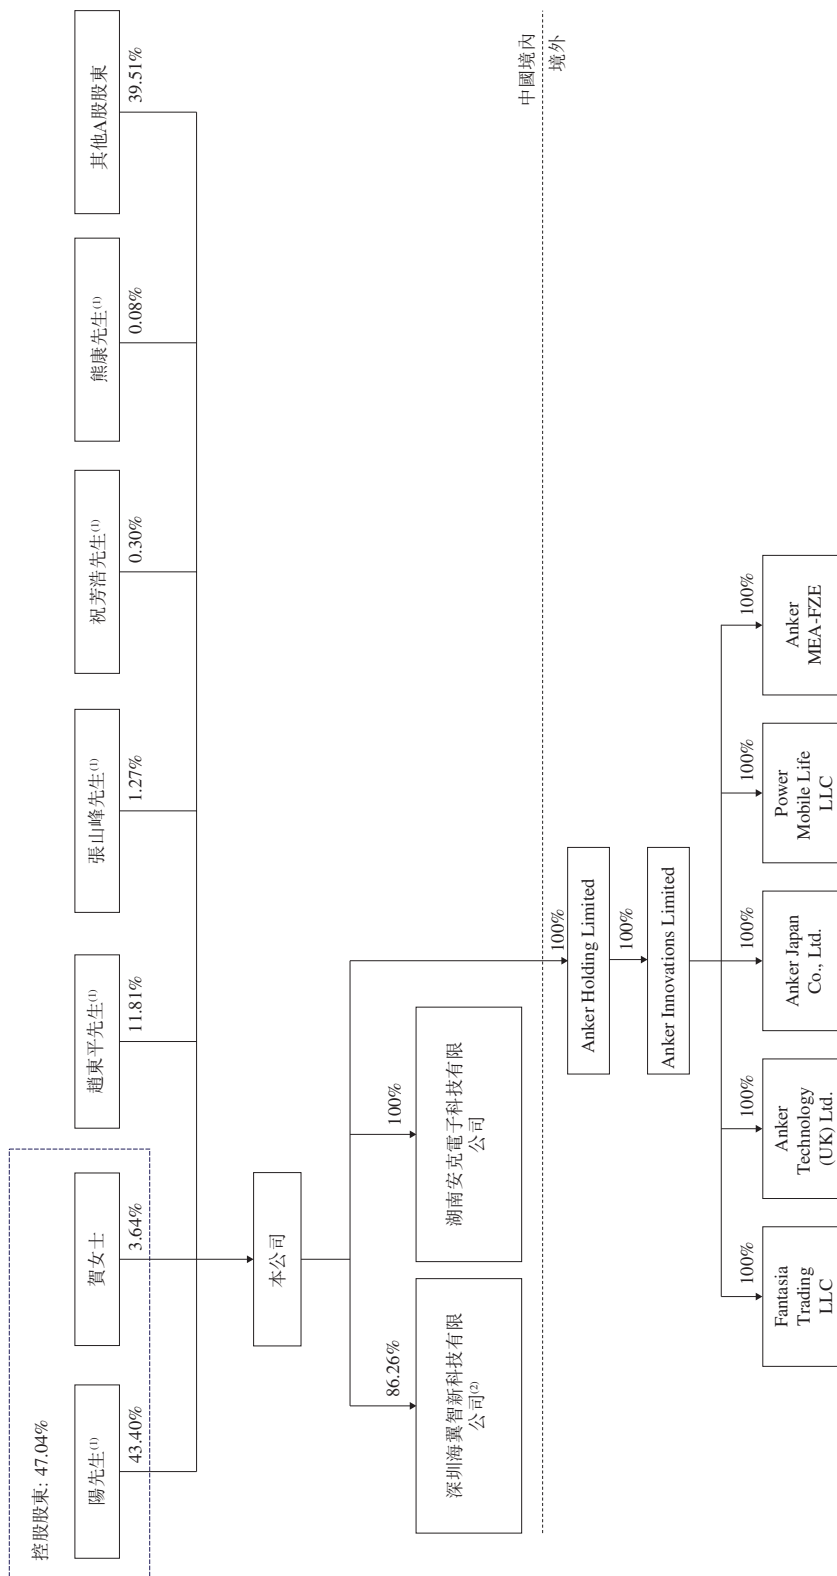 控股股東: 47.04%
陽先生(1)
賀女士
趙東平先生(1)
張山峰先生(1)
祝芳浩先生(1)
熊康先生(1)
其他A股股東
43.40%
3.64%
11.81%
1.27%
0.30%
0.08%
39.51%
本公司
86.26%
100%
深圳海翼智新科技有限
公司(2)
湖南安克電子科技有限
公司
中國境內
境外
100%
Anker Holding Limited
100%
Anker Innovations Limited
100%
100%
100%
100%
100%
Fantasia
Trading
LLC
Anker
Technology
(UK) Ltd.
Anker Japan
Co., Ltd.
Power
Mobile Life
LLC
Anker
MEA-FZE